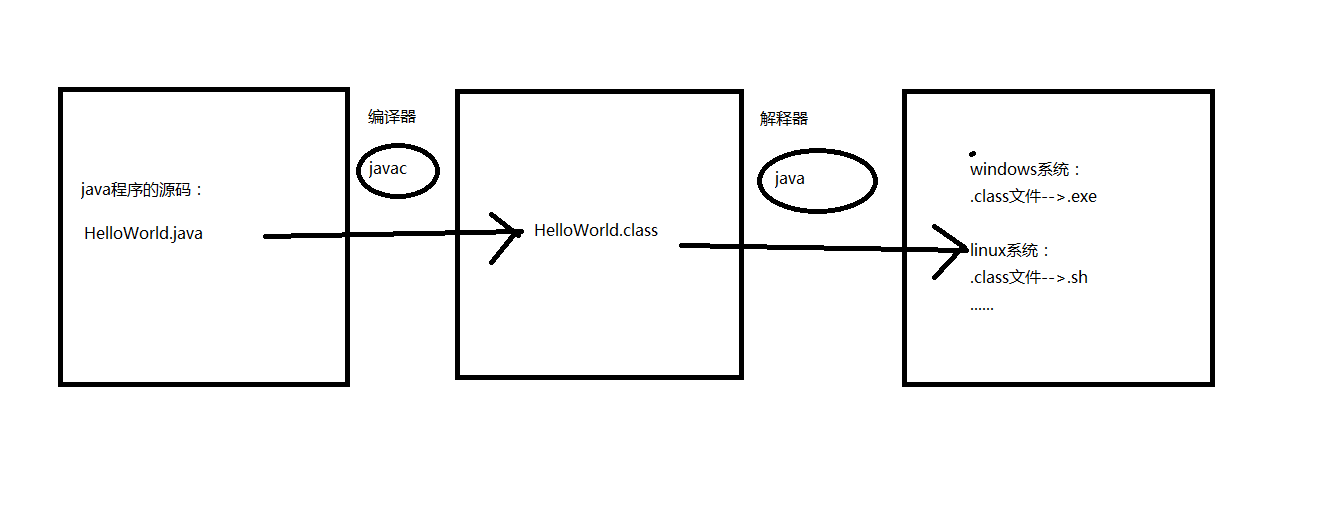 java程序的源码：
HelloWorld.java
编译器
javac
HelloWorld.class
解释器
java
windows系统：
.class文件-->.exe
linux系统：
.class文件-->.sh
......